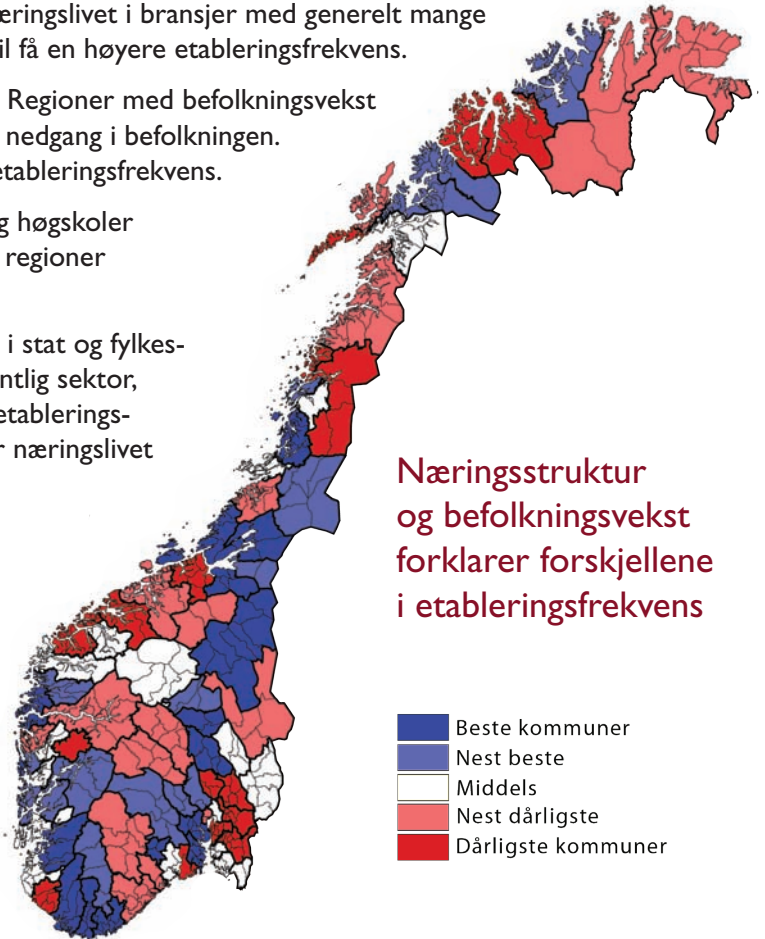 æringslivet i bransjer med generelt mange
il få en høyere etableringsfrekvens.
Regioner med befolkningsvekst
nedgang i befolkningen.
etableringsfrekvens.
g høgskoler
regioner
i stat og fylkes-
ntlig sektor,
etablerings-
r næringslivet
Næringsstruktur
og befolkningsvekst
forklarer forskjellene
i etableringsfrekvens
Beste kommuner
Nest beste
Middels
Nest dårligste
Dårligste kommuner